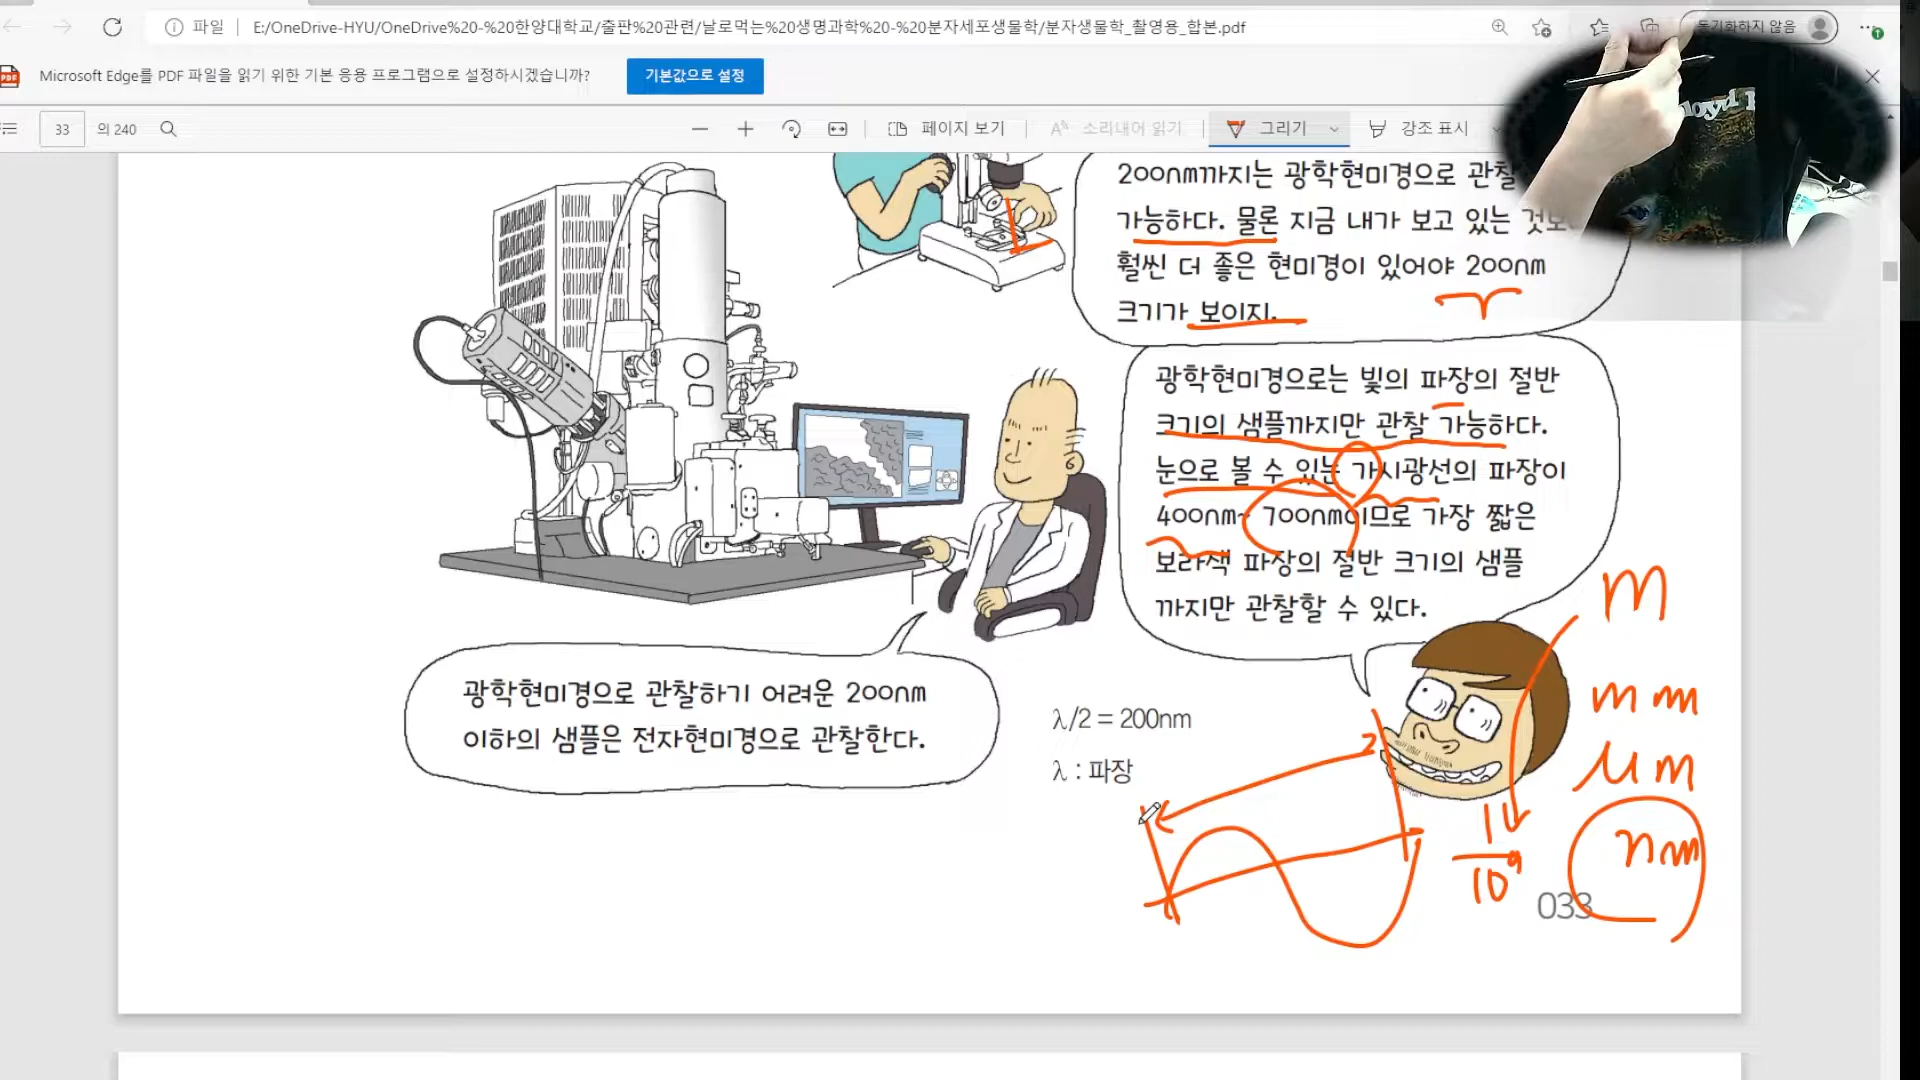 파일
E:/OneDrive-HYU/OneDrive%20-%20한양대학교/출판%20관련/날로먹는%20생명과학%20-%20분자세포생물학/분자생물학_촬영용_합본.pdf
동기화하지 않음
Microsoft Edge를 PDF 파일을 읽기 위한 기본 응용 프로그램으로 설정하시겠습니까?
기본값으로 설정
33 의 240
페이지 보기
소리내어 읽기
그리기
강조 표시
200nm까지는 광학현미경으로 관찰
가능하다. 물론 지금 내가 보고 있는 것보
훨씬 더 좋은 현미경이 있어야 200nm
크기가 보이지.
광학현미경으로는 빛의 파장의 절반
크기의 샘플까지만 관찰 가능하다.
눈으로 볼 수 있는 가시광선의 파장이
400nm~ 700nm이므로 가장 짧은
보라색 파장의 절반 크기의 샘플
까지만 관찰할 수 있다.
광학현미경으로 관찰하기 어려운 200nm
이하의 샘플은 전자현미경으로 관찰한다.
λ/2 = 200nm
λ : 파장
m
mm
μm
nm
1
10⁹
033